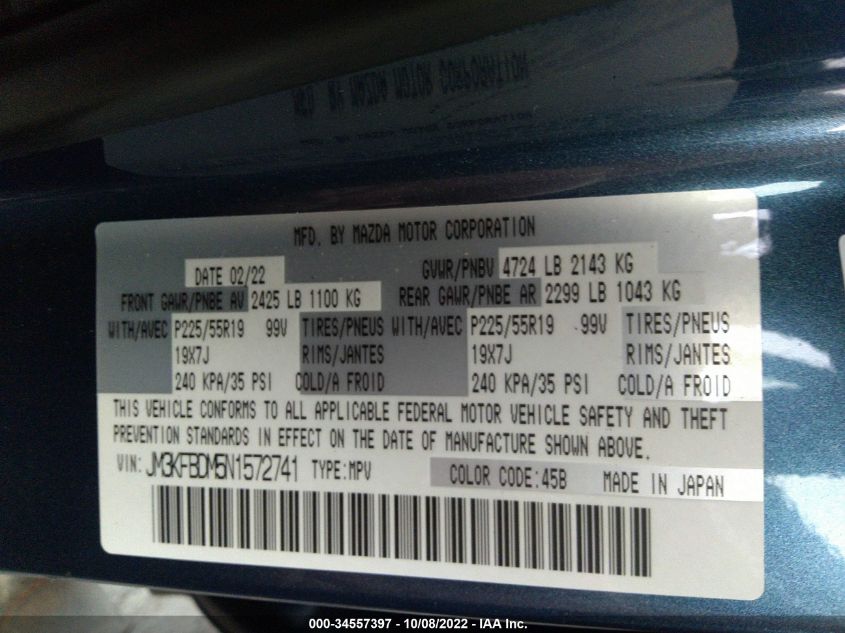 MFD. BY MAZDA MOTOR CORPORATION
DATE 02/22 GVWR/PNBV 4724 LB 2143 KG
FRONT GAWR/PNBE AV 2425 LB 1100 KG REAR GAWR/PNBE AR 2299 LB 1043 KG
WITH/AVEC P225/55R19 99V TIRES/PNEUS WITH/AVEC P225/55R19 99V TIRES/PNEUS
19X7J RIMS/JANTES 19X7J RIMS/JANTES
240 KPA/35 PSI COLD/A FROID 240 KPA/35 PSI COLD/A FROID
THIS VEHICLE CONFORMS TO ALL APPLICABLE FEDERAL MOTOR VEHICLE SAFETY AND THEFT
PREVENTION STANDARDS IN EFFECT ON THE DATE OF MANUFACTURE SHOWN ABOVE.
VIN: JM3KFBDM5N1572741 TYPE:MPV COLOR CODE:45B MADE IN JAPAN
000-34557397 - 10/08/2022 - IAA Inc.